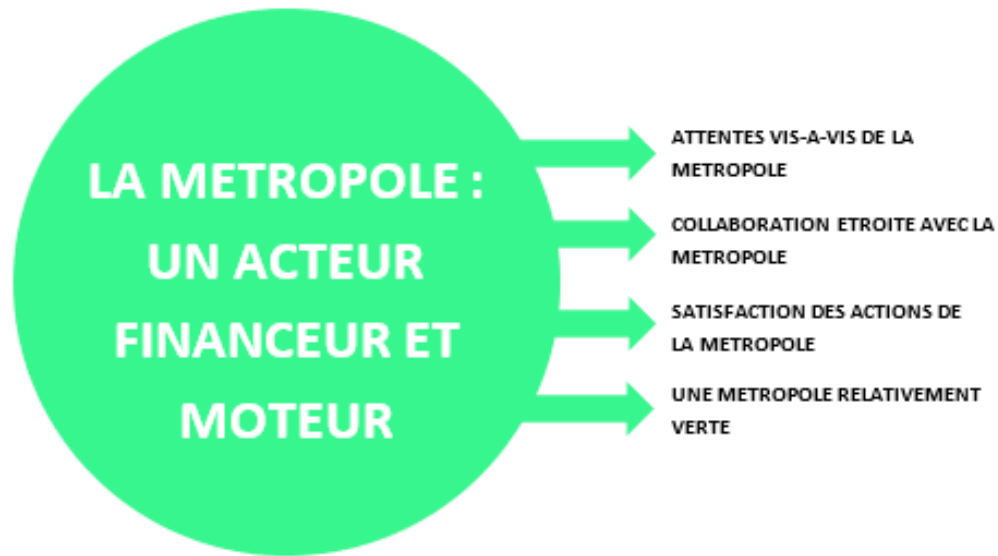 LA METROPOLE :
UN ACTEUR
FINANCEUR ET
MOTEUR
ATTENTES VIS-A-VIS DE LA
METROPOLE
COLLABORATION ETROITE AVEC LA
METROPOLE
SATISFACTION DES ACTIONS DE
LA METROPOLE
UNE METROPOLE RELATIVEMENT
VERTE